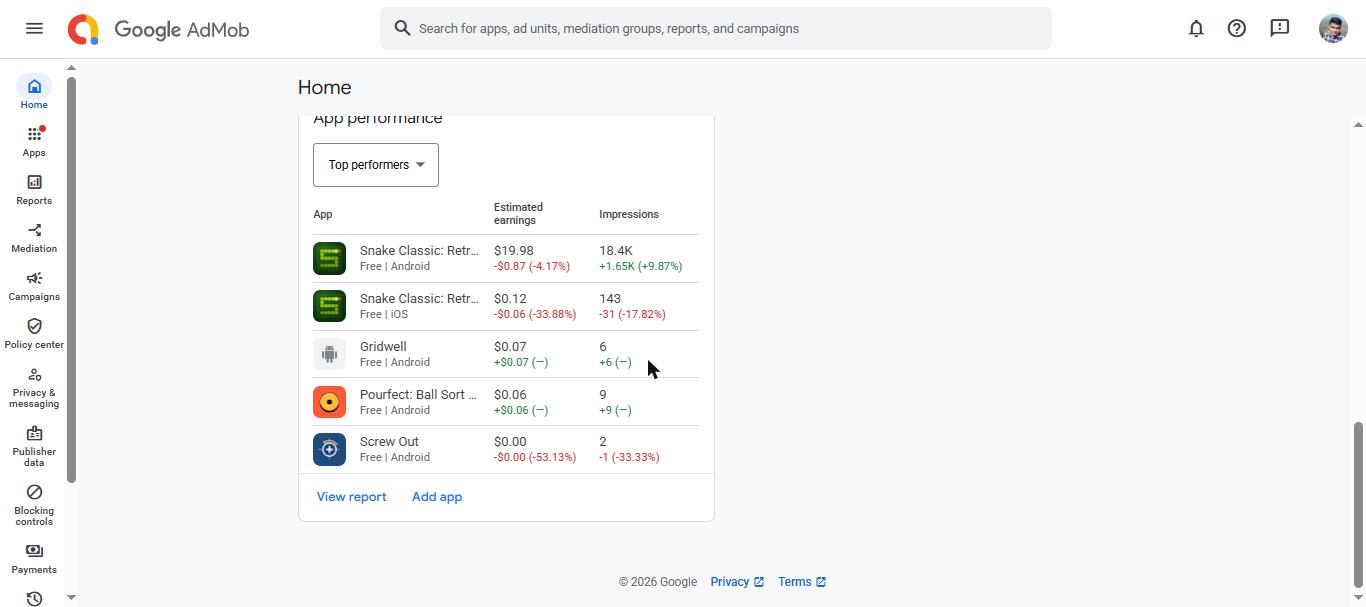 Google AdMob
Search for apps, ad units, mediation groups, reports, and campaigns
Home
Apps
Reports
Mediation
Campaigns
Policy center
Privacy &
messaging
Publisher
data
Blocking
controls
Payments
Home
App performance
Top performers
App Estimated earnings Impressions
Snake Classic: Retr... $19.98 18.4K
Free | Android -$0.87 (-4.17%) +1.65K (+9.87%)
Snake Classic: Retr... $0.12 143
Free | iOS -$0.06 (-33.88%) -31 (-17.82%)
Gridwell $0.07 6
Free | Android +$0.07 (—) +6 (—)
Pourfect: Ball Sort ... $0.06 9
Free | Android +$0.06 (—) +9 (—)
Screw Out $0.00 2
Free | Android -$0.00 (-53.13%) -1 (-33.33%)
View report Add app
© 2026 Google Privacy Terms